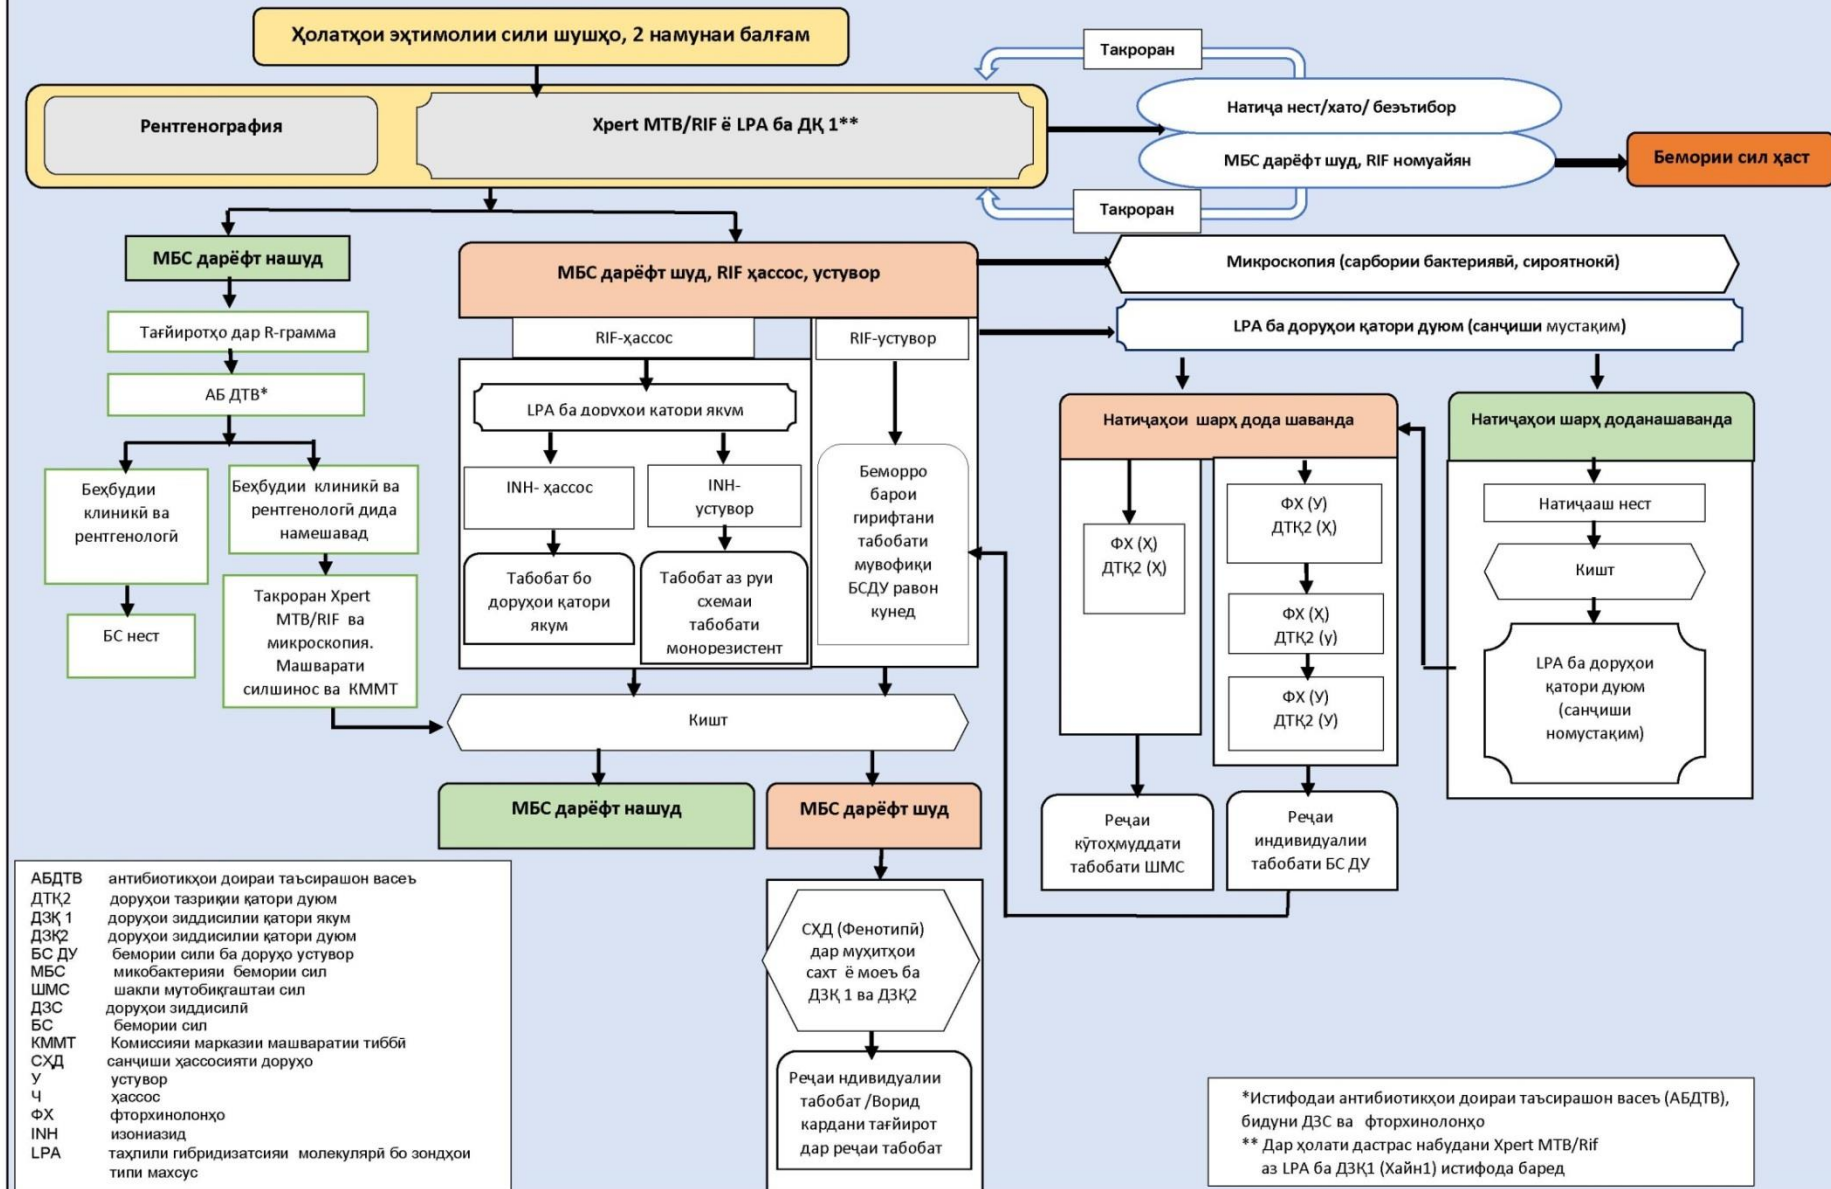 Ҳолатҳои эҳтимолии сили шушҳо, 2 намунаи балғам
Такроран
Рентгенография
Xpert MTB/RIF ё LPA ба ДҚ 1**
Натиҷа нест/хато/ беэътибор
МБС дарёфт шуд, RIF номуайян
Бемории сил ҳаст
Такроран
МБС дарёфт нашуд
МБС дарёфт шуд, RIF ҳассос, устувор
Микроскопия (сарбории бактериявӣ, сироятнокӣ)
LPA ба доруҳои қатори дуюм (санҷиши мустақим)
Тағйиротҳо дар R-грамма
АБ ДТВ*
Беҳбудии
клиникӣ ва
рентгенологӣ
БС нест
Беҳбудии клиникӣ ва
рентгенологӣ дида
намешавад
Такроран Xpert
MTB/RIF ва
микроскопия.
Машварати
силшинос ва КММТ
RIF-ҳассос
LPA ба доруҳои қатори якум
INH- ҳассос
INH-
устувор
Табобат бо
доруҳои қатори
якум
Табобат аз руи
схемаи
табобати
монорезистент
RIF-устувор
Беморро
барои
гирифтани
табобати
мувофиқи
БСДУ равон
кунед
Натиҷаҳои шарҳ дода шаванда
ФХ (Ҳ)
ДТҚ2 (Ҳ)
ФХ (У)
ДТҚ2 (Ҳ)
ФХ (Ҳ)
ДТҚ2 (у)
ФХ (У)
ДТҚ2 (У)
Реҷаи
кӯтоҳмуддати
табобати ШМС
Реҷаи
индивидуалии
табобати БС ДУ
Натиҷаҳои шарҳ доданашаванда
Натиҷааш нест
Кишт
LPA ба доруҳои
қатори дуюм
(санҷиши
номустақим)
Кишт
МБС дарёфт нашуд
МБС дарёфт шуд
СҲД (Фенотипӣ)
дар муҳитҳои
сахт ё моеъ ба
ДЗҚ 1 ва ДЗҚ2
Реҷаи ндивидуалии
табобат /Ворид
кардани тағйирот
дар реҷаи табобат
АБДТВ антибиотикҳои доираи таъсирашон васеъ
ДТҚ2 доруҳои тазриқии қатори дуюм
ДЗҚ 1 доруҳои зиддисилии қатори якум
ДЗҚ2 доруҳои зиддисилии қатори дуюм
БС ДУ бемории сили ба доруҳо устувор
МБС микобактерияи бемории сил
ШМС шакли мутобиқгаштаи сил
ДЗС доруҳои зиддисилӣ
БС бемории сил
КММТ Комиссияи марказии машваратии тиббӣ
СҲД санҷиши ҳассосияти доруҳо
У устувор
Ч ҳассос
ФХ фторхинолонҳо
INH изониазид
LPA таҳлили гибридизатсияи молекулярӣ бо зондҳои
типи махсус
*Истифодаи антибиотикҳои доираи таъсирашон васеъ (АБДТВ),
бидуни ДЗС ва фторхинолонҳо
** Дар ҳолати дастрас набудани Xpert MTB/Rif
аз LPA ба ДЗҚ1 (Хайн1) истифода баред